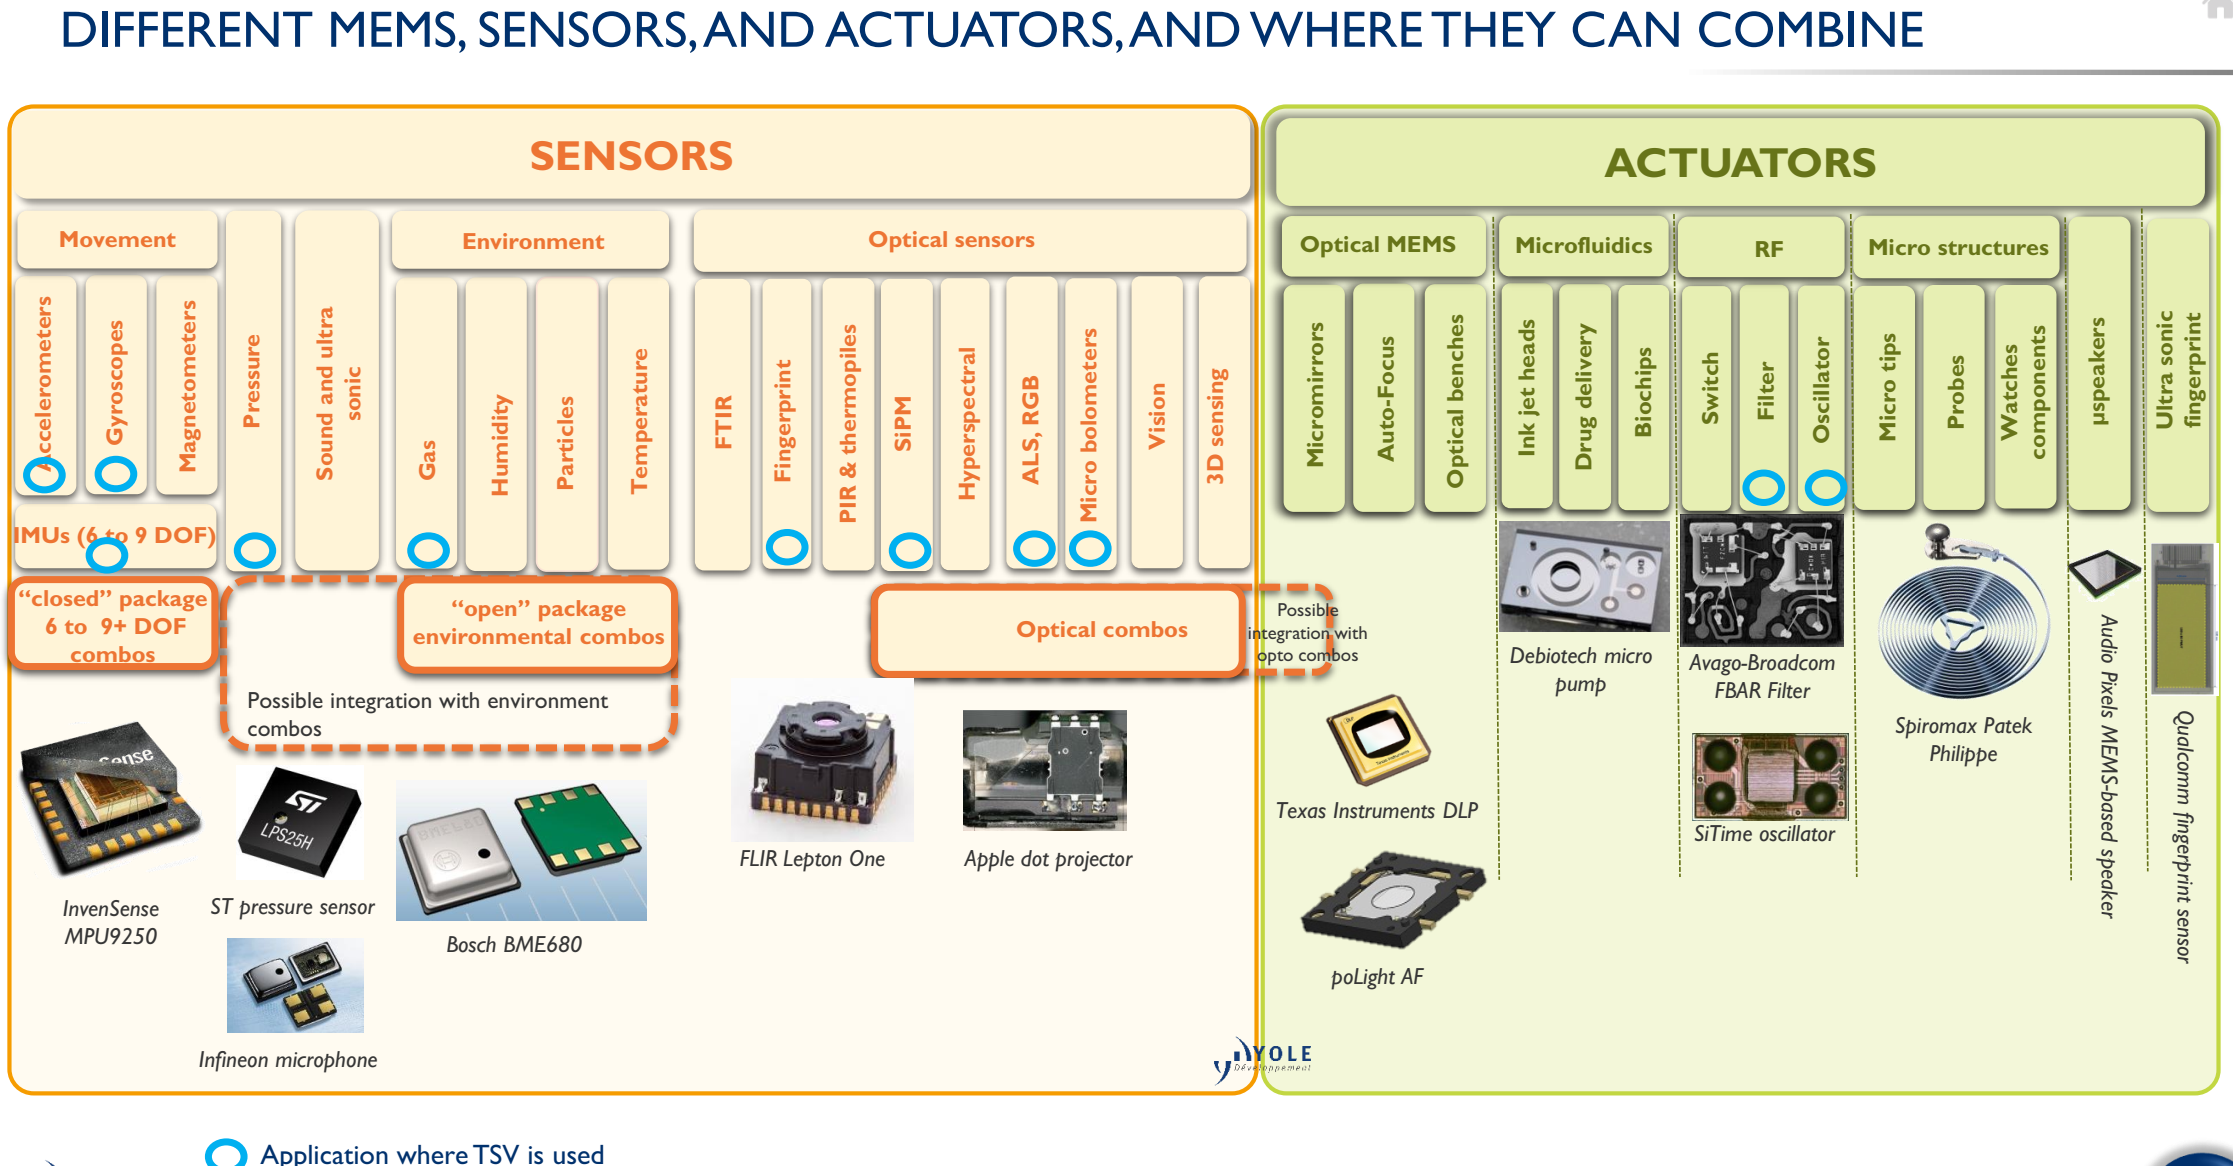 DIFFERENT MEMS, SENSORS, AND ACTUATORS, AND WHERE THEY CAN COMBINE
SENSORS
Movement
Accelerometers
Gyroscopes
Magnetometers
IMUs (6 to 9 DOF)
Pressure
Sound and ultra
sonic
Environment
Gas
Humidity
Particles
Temperature
Optical sensors
FTIR
Fingerprint
PIR & thermopiles
SiPM
Hyperspectral
ALS, RGB
Micro bolometers
Vision
3D sensing
“closed” package
6 to 9+ DOF
combos
“open” package
environmental combos
Possible integration with environment
combos
Optical combos
Possible
integration with
opto combos
InvenSense
MPU9250
LPS25H
ST pressure sensor
Infineon microphone
BME680
Bosch BME680
FLIR Lepton One
Apple dot projector
ACTUATORS
Optical MEMS
Micromirrors
Auto-Focus
Optical benches
Microfluidics
Ink jet heads
Drug delivery
Biochips
RF
Switch
Filter
Oscillator
Micro structures
Micro tips
Probes
Watches
components
µspeakers
Ultra sonic
fingerprint
Texas Instruments DLP
poLight AF
Debiotech micro
pump
Avago-Broadcom
FBAR Filter
SiTime oscillator
Spiromax Patek
Philippe
Audio Pixels MEMS-based speaker
Qualcomm fingerprint sensor
YOLE
Développement
Application where TSV is used